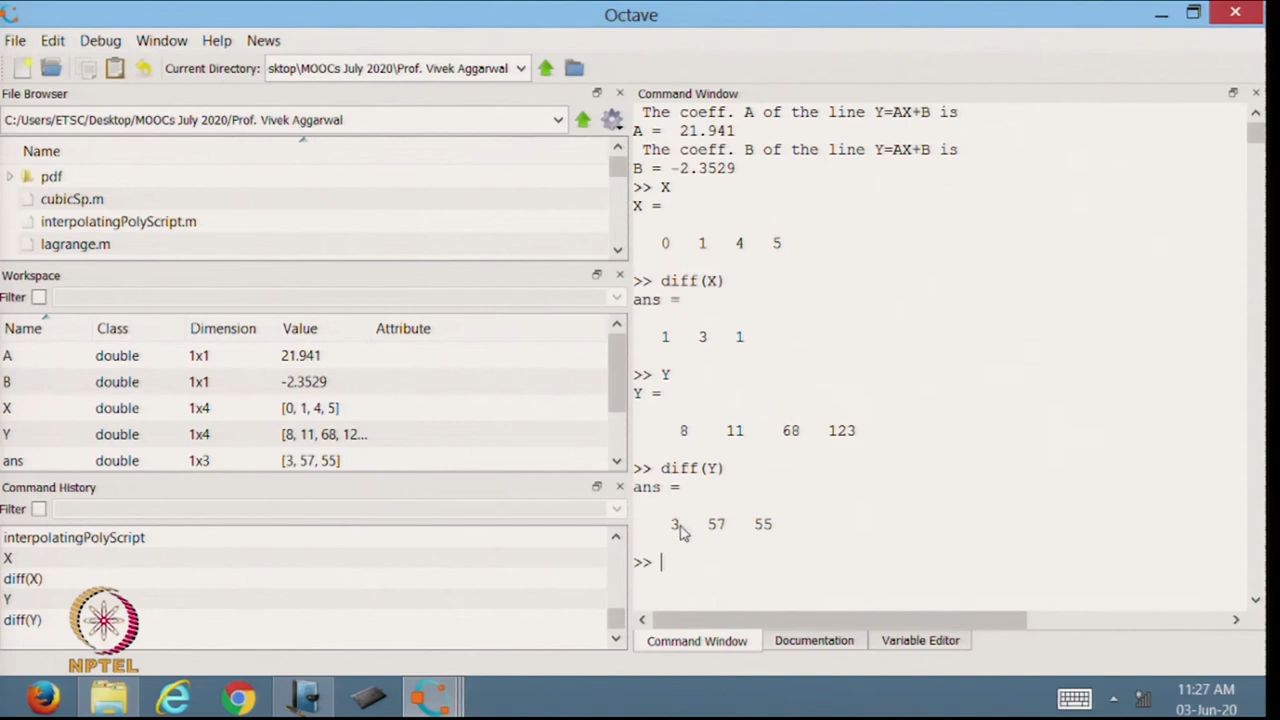 Octave
File Edit Debug Window Help News
Current Directory: sktop\MOOCs July 2020\Prof. Vivek Aggarwal
File Browser
C:/Users/ETSC/Desktop/MOOCs July 2020/Prof. Vivek Aggarwal
Name
pdf
cubicSp.m
interpolatingPolyScript.m
lagrange.m
Workspace
Filter
Name Class Dimension Value Attribute
A double 1x1 21.941
B double 1x1 -2.3529
X double 1x4 [0, 1, 4, 5]
Y double 1x4 [8, 11, 68, 12...
ans double 1x3 [3, 57, 55]
Command History
Filter
interpolatingPolyScript
X
diff(X)
Y
diff(Y)
NPTEL
Command Window
The coeff. A of the line Y=AX+B is
A = 21.941
The coeff. B of the line Y=AX+B is
B = -2.3529
>> X
X =
0 1 4 5
>> diff(X)
ans =
1 3 1
>> Y
Y =
8 11 68 123
>> diff(Y)
ans =
3 57 55
>>
Command Window Documentation Variable Editor
11:27 AM
03-Jun-20